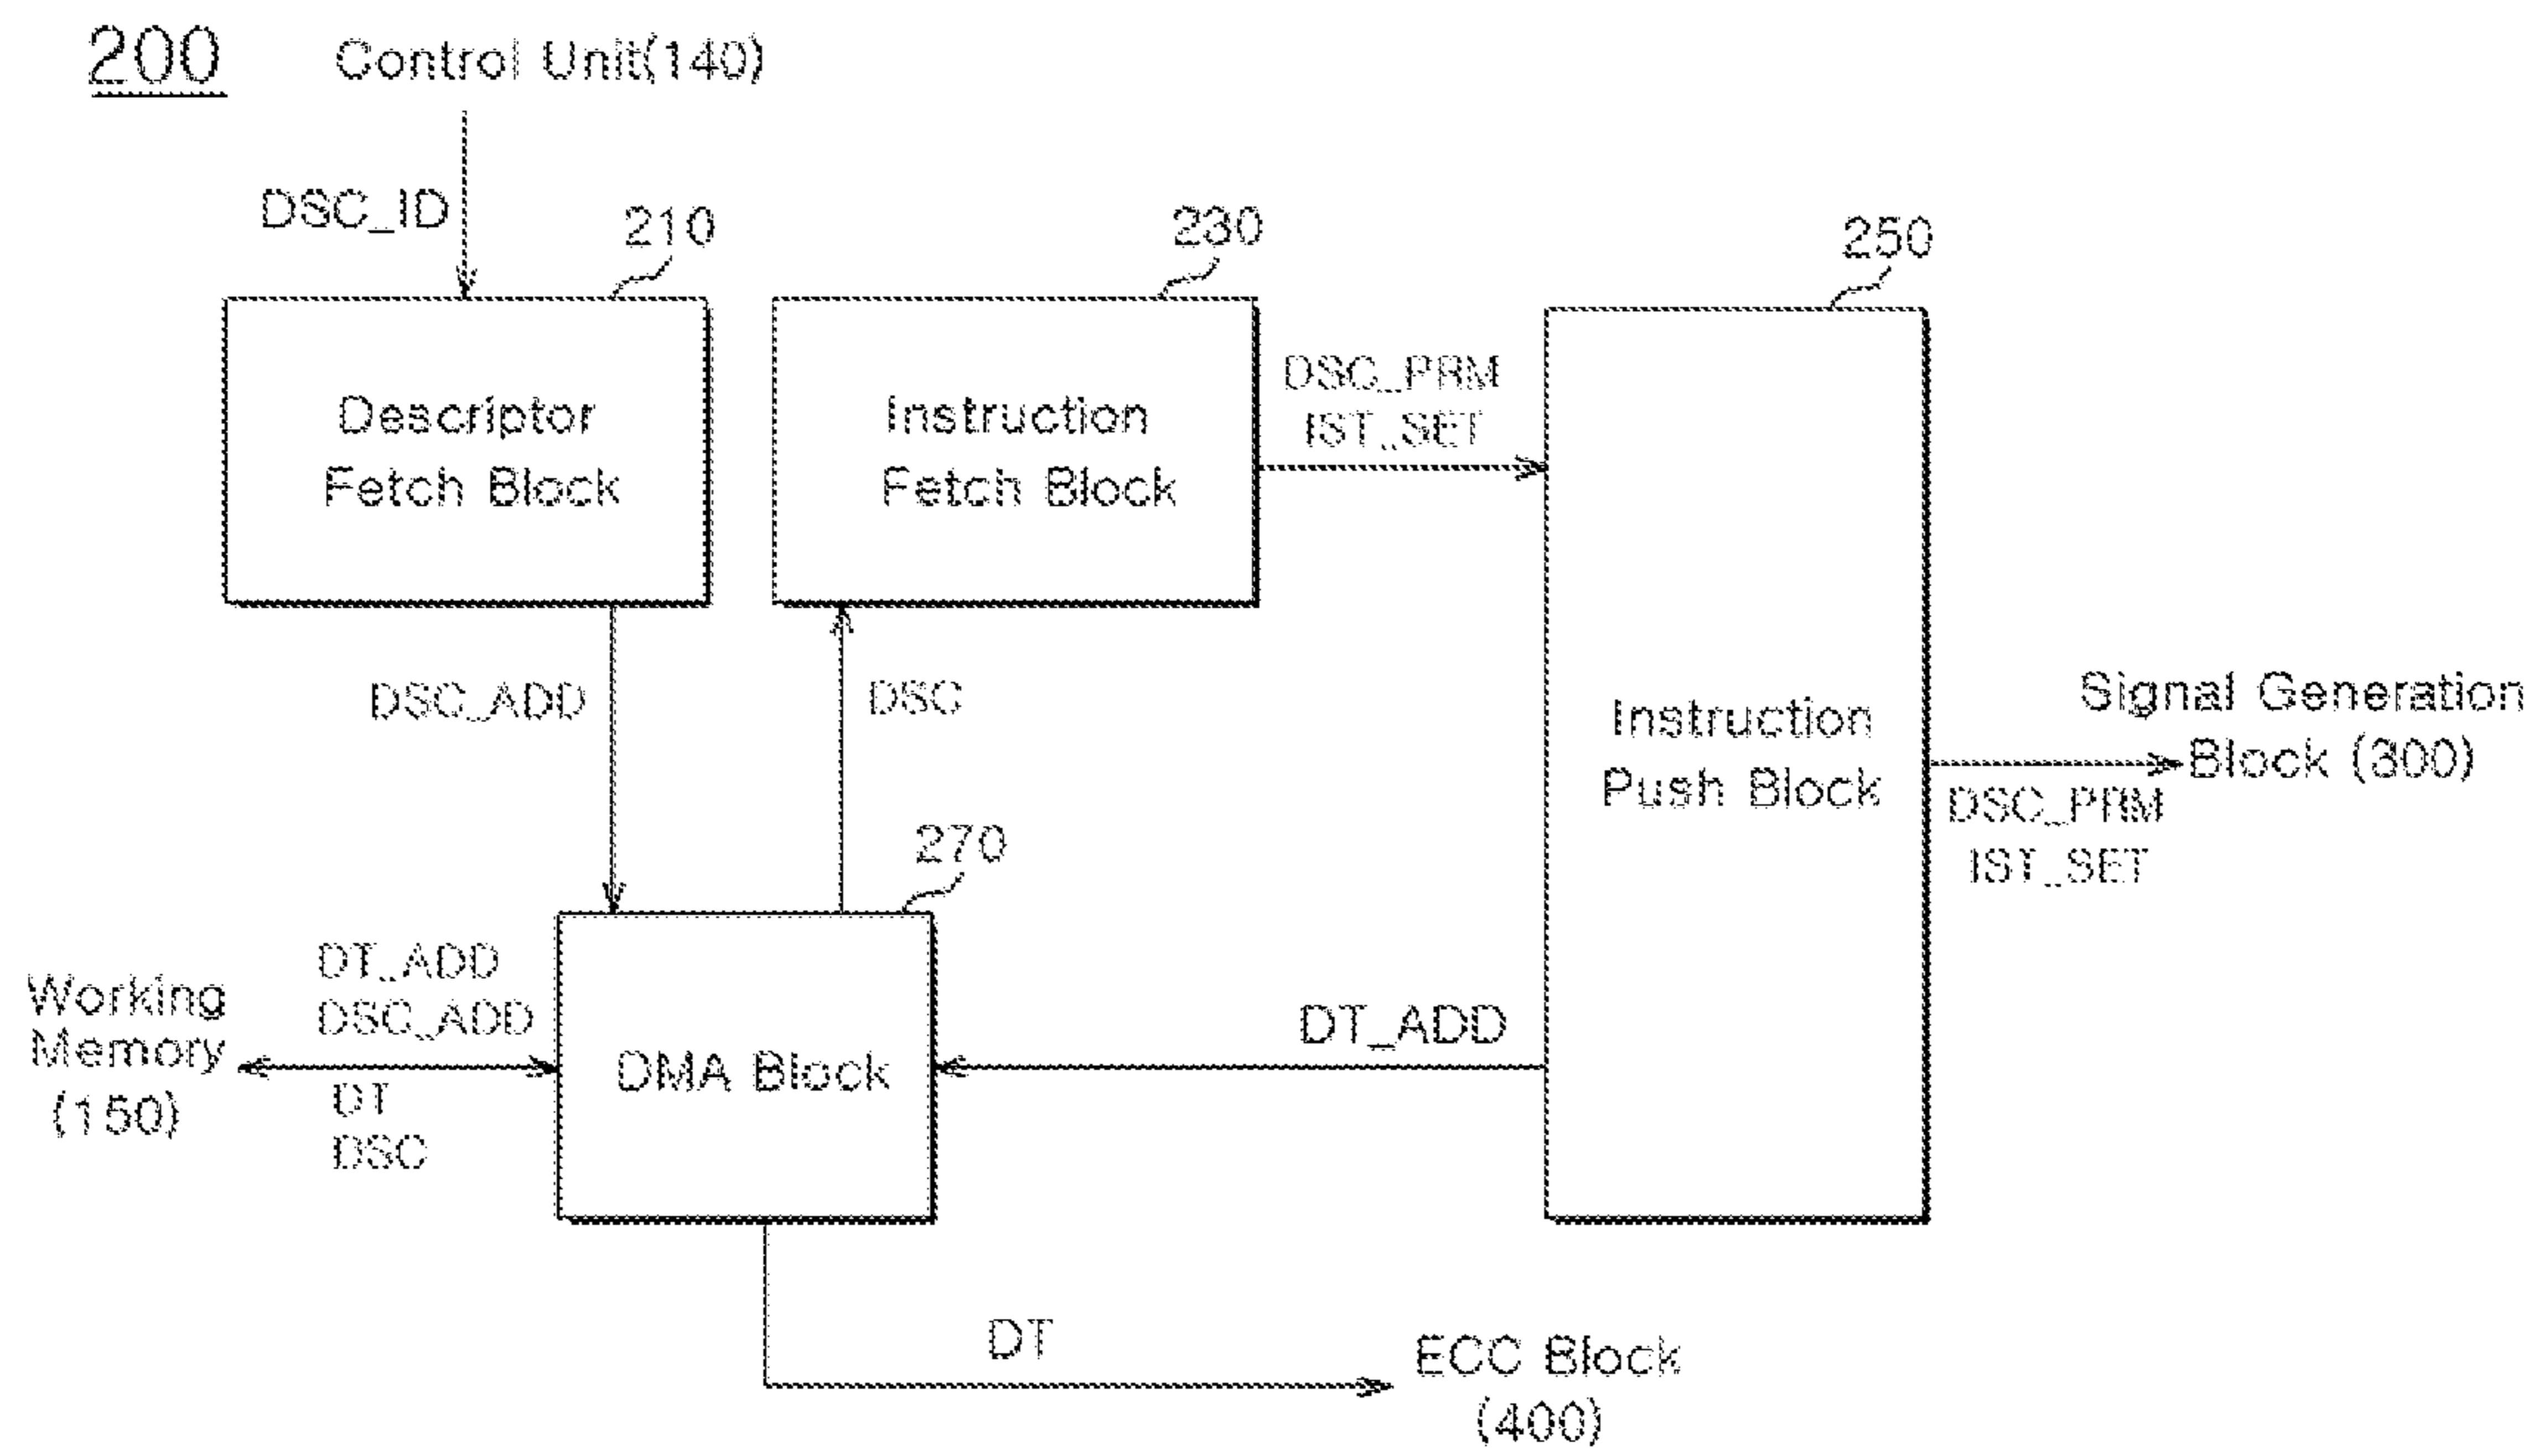 200
Control Unit(140)
DSC_ID
210
230
250
Descriptor
Fetch Block
Instruction
Fetch Block
DSC_PRM
IST_SET
DSC_ADD
DSC
Instruction
Push Block
Signal Generation
Block (300)
DSC_PRM
IST_SET
270
Working
Memory
(150)
DT_ADD
DSC_ADD
DT
DSC
DMA Block
DT_ADD
DT
ECC Block
(400)